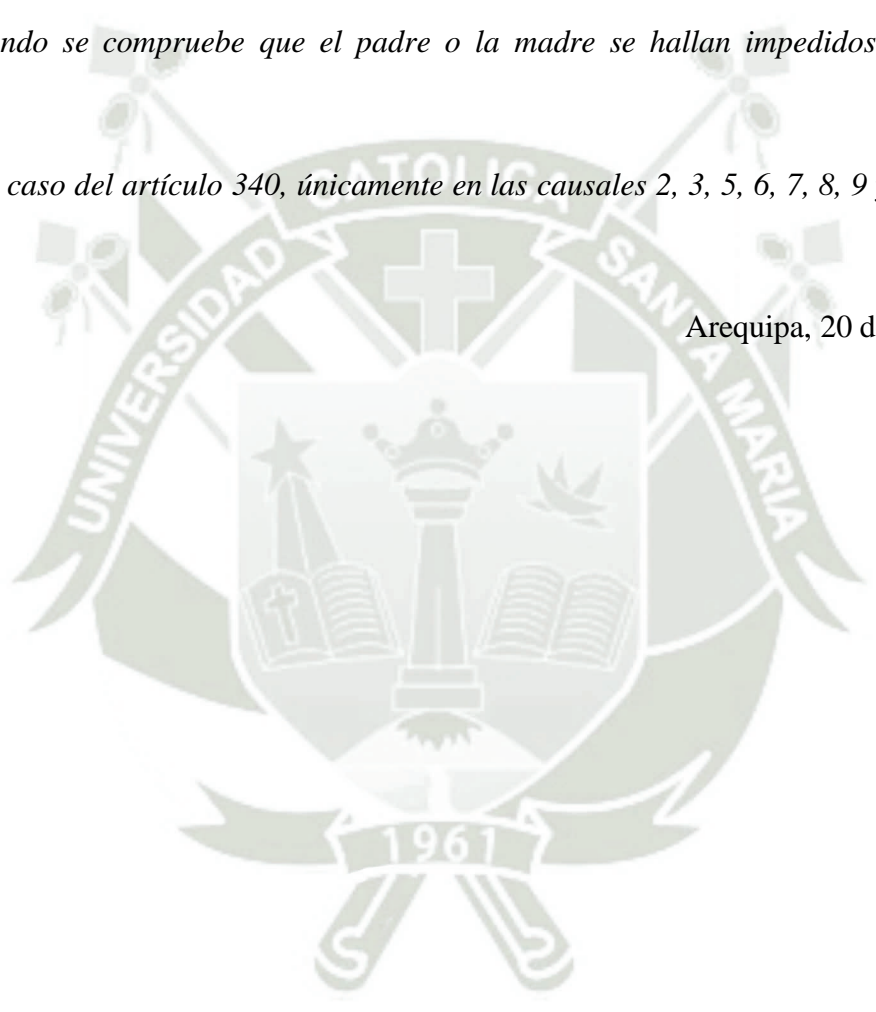 ndo se compruebe que el padre o la madre se hallan impedidos
caso del artículo 340, únicamente en las causales 2, 3, 5, 6, 7, 8, 9
Arequipa, 20 d
UNIVERSIDAD CATOLICA SANTA MARIA
1961